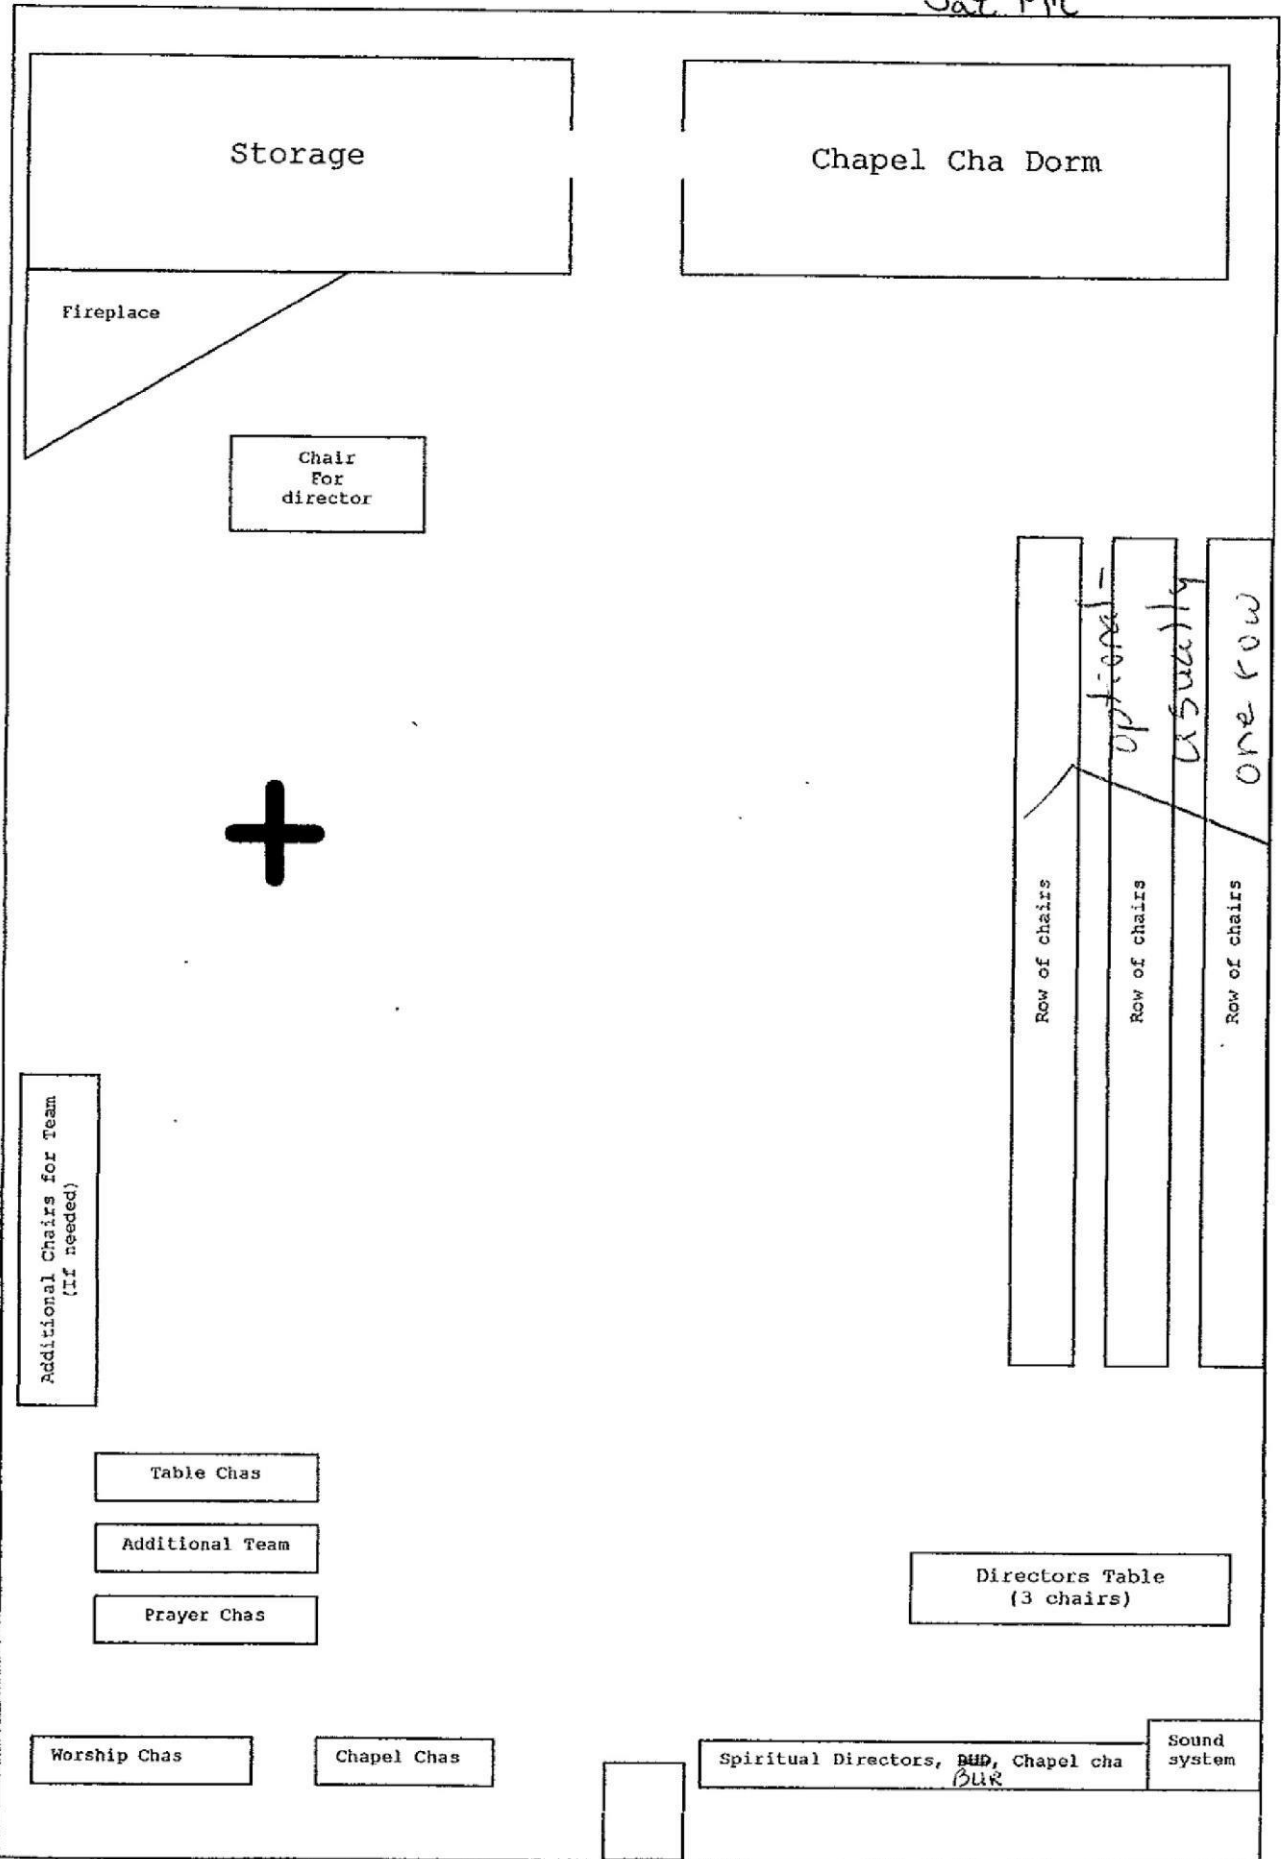 Sat PM
Storage
Chapel Cha Dorm
Fireplace
Chair
For
director
optional-
usually
one row
Row of chairs
Row of chairs
Row of chairs
Additional Chairs for Team
(If needed)
Table Chas
Additional Team
Prayer Chas
Directors Table
(3 chairs)
Worship Chas
Chapel Chas
Spiritual Directors, BUD, Chapel cha
BUR
Sound
system